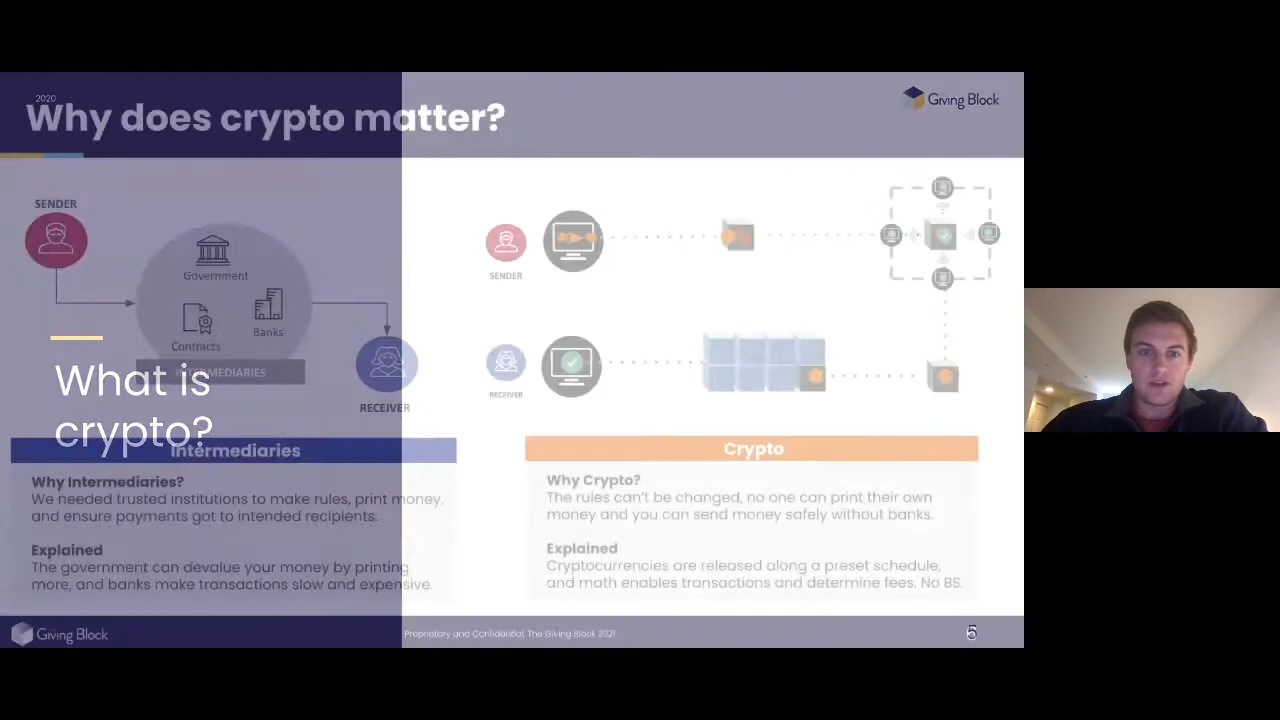 2020
Why does crypto matter?
Giving Block
SENDER
Government
Banks
Contracts
INTERMEDIARIES
RECEIVER
What is
crypto?
SENDER
RECEIVER
Intermediaries
Why Intermediaries?
We needed trusted institutions to make rules, print money,
and ensure payments got to intended recipients.
Explained
The government can devalue your money by printing
more, and banks make transactions slow and expensive.
Crypto
Why Crypto?
The rules can't be changed, no one can print their own
money and you can send money safely without banks.
Explained
Cryptocurrencies are released along a preset schedule,
and math enables transactions and determine fees. No BS.
Giving Block
Proprietary and Confidential, The Giving Block 2021
5